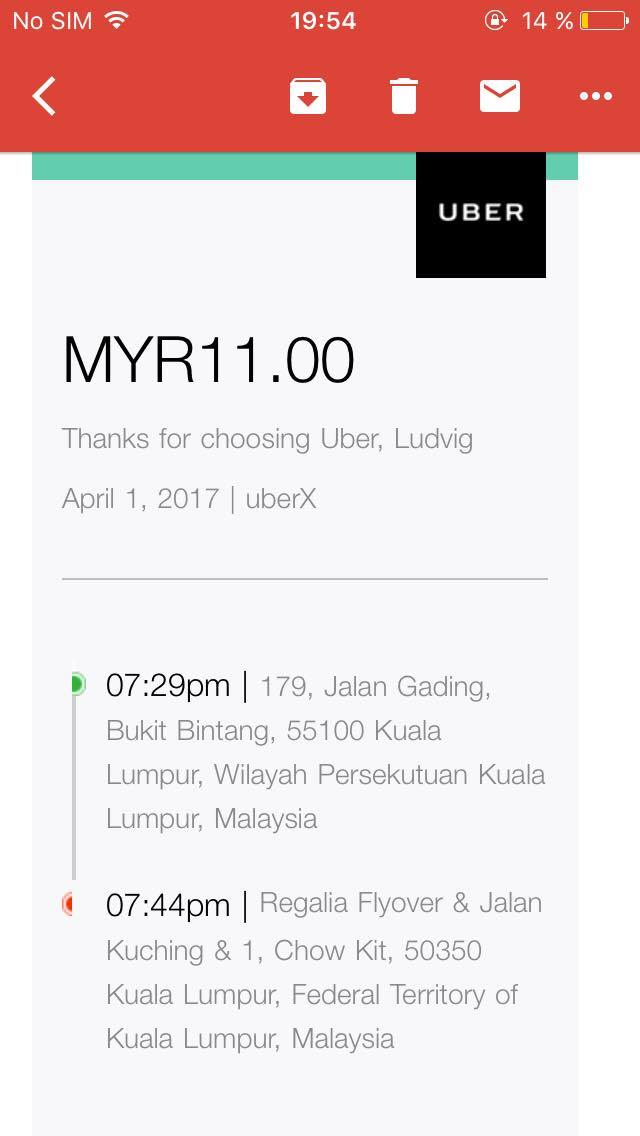 No SIM 19:54 14 %
UBER
MYR11.00
Thanks for choosing Uber, Ludvig
April 1, 2017 | uberX
07:29pm | 179, Jalan Gading,
Bukit Bintang, 55100 Kuala
Lumpur, Wilayah Persekutuan Kuala
Lumpur, Malaysia
07:44pm | Regalia Flyover & Jalan
Kuching & 1, Chow Kit, 50350
Kuala Lumpur, Federal Territory of
Kuala Lumpur, Malaysia